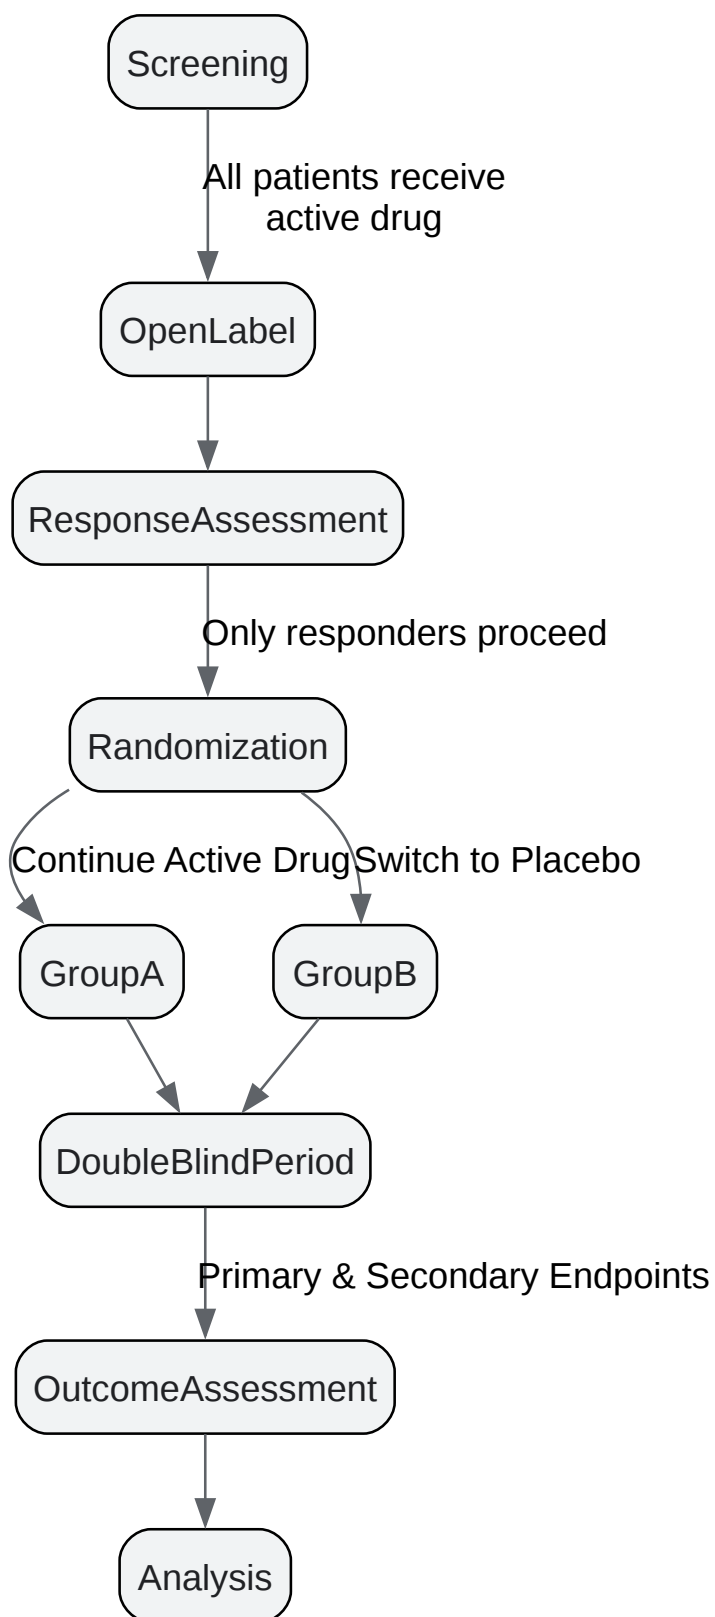 Screening
All patients receive
active drug
OpenLabel
ResponseAssessment
Only responders proceed
Randomization
Continue Active Drug
Switch to Placebo
GroupA
GroupB
DoubleBlindPeriod
Primary & Secondary Endpoints
OutcomeAssessment
Analysis